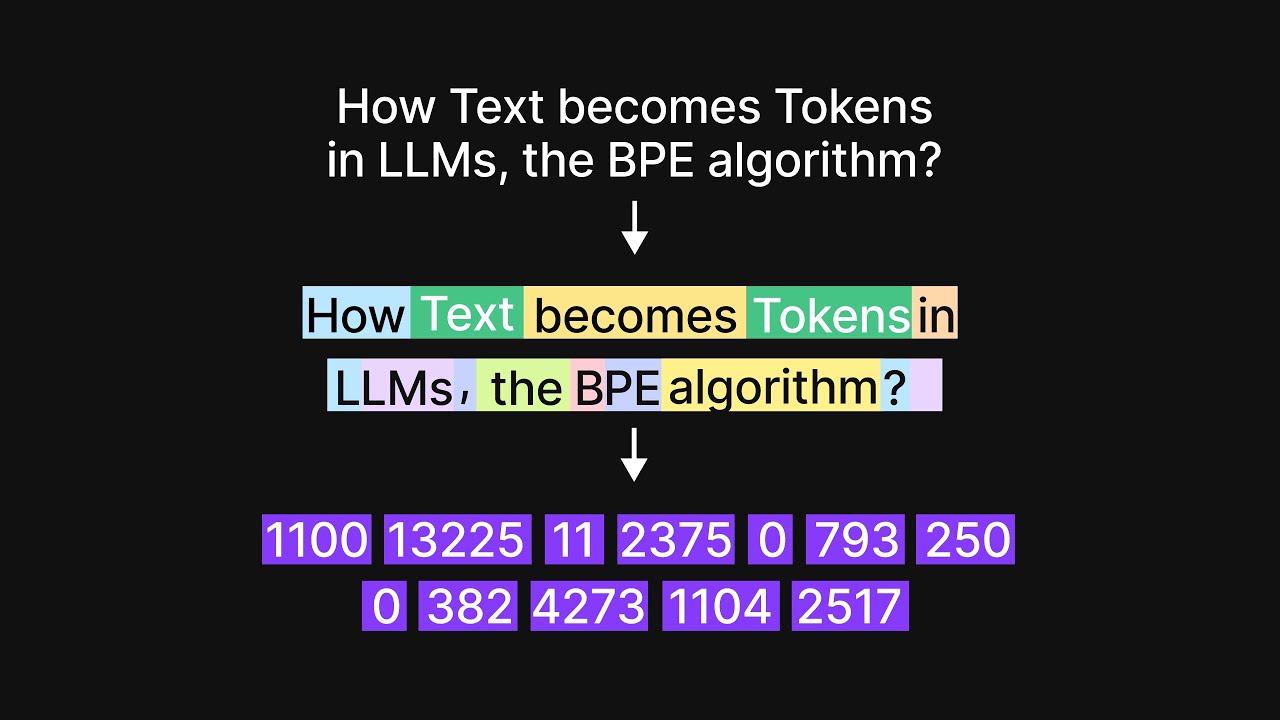 How Text becomes Tokens
in LLMs, the BPE algorithm?
How Text becomes Tokens in
LLMs, the BPE algorithm?
1100 13225 11 2375 0 793 250
0 382 4273 1104 2517